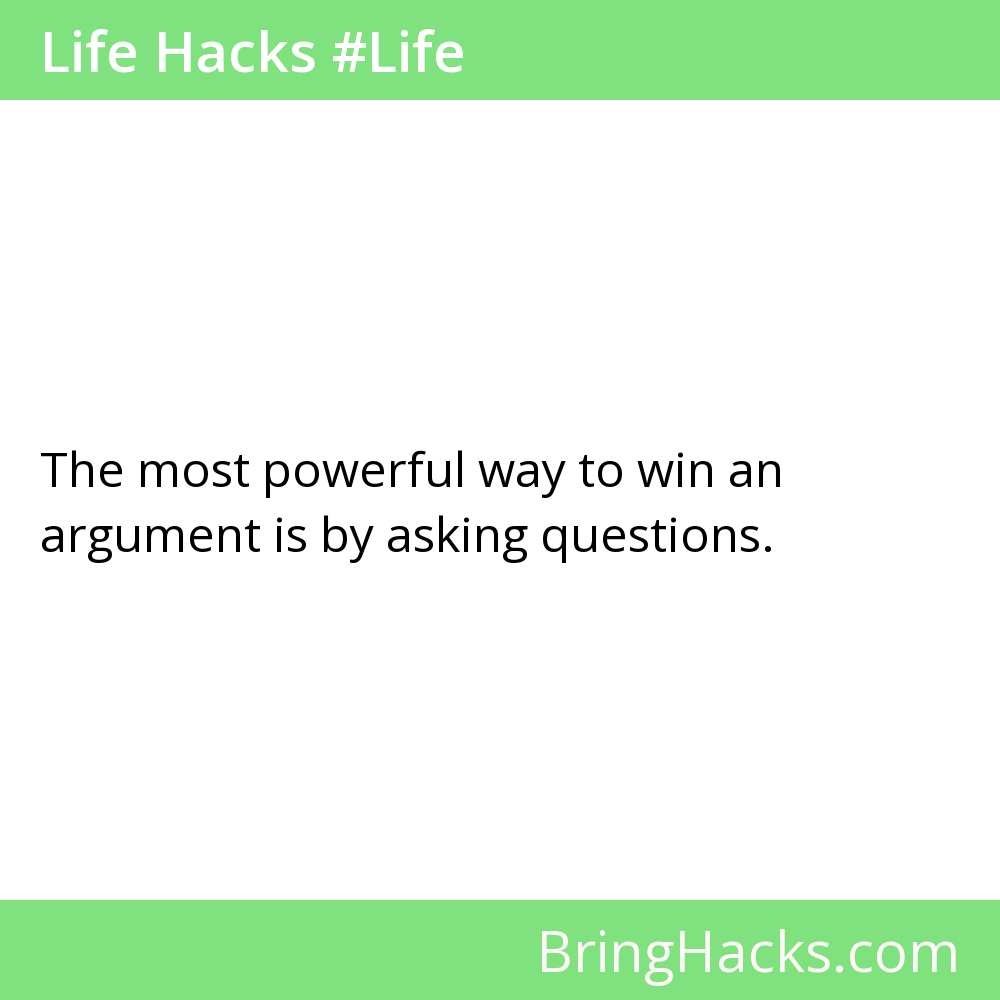 Life Hacks #Life
The most powerful way to win an
argument is by asking questions.
BringHacks.com